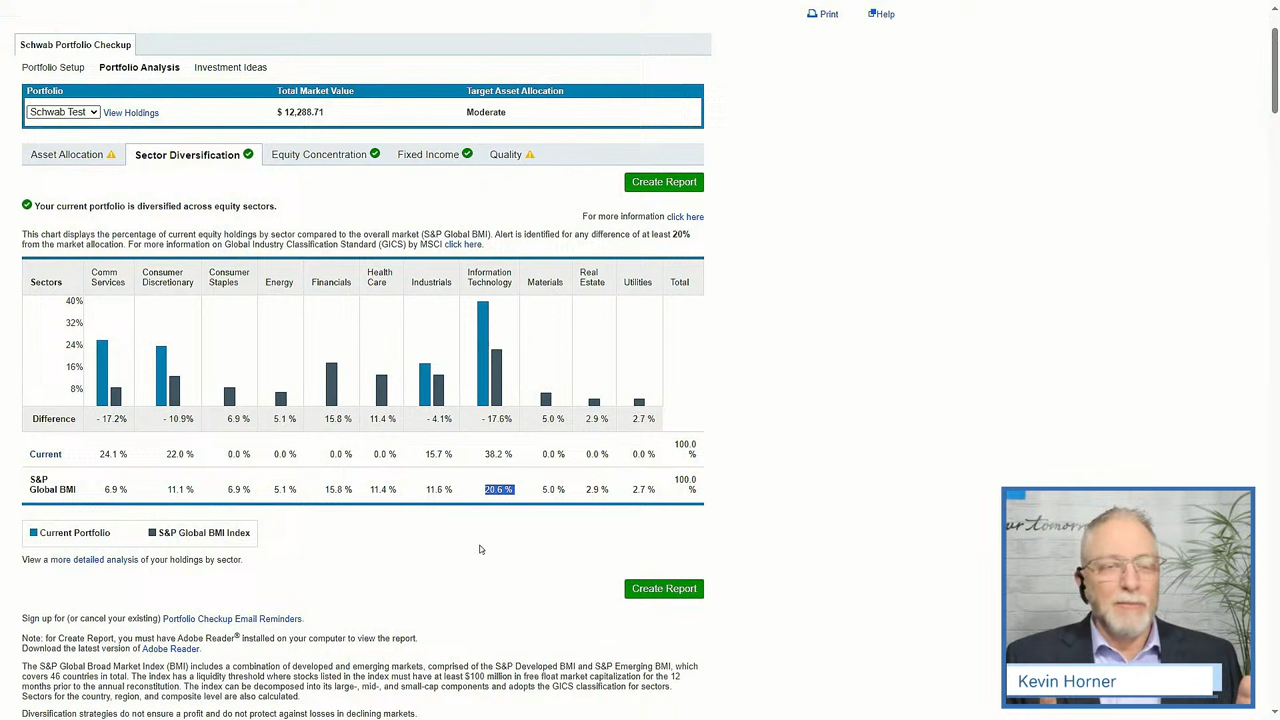 Print
Help
Schwab Portfolio Checkup
Portfolio Setup Portfolio Analysis Investment Ideas
Portfolio Total Market Value Target Asset Allocation
Schwab Test View Holdings $ 12,288.71 Moderate
Asset Allocation Sector Diversification Equity Concentration Fixed Income Quality
Create Report
Your current portfolio is diversified across equity sectors.
For more information click here
This chart displays the percentage of current equity holdings by sector compared to the overall market (S&P Global BMI). Alert is identified for any difference of at least 20%
from the market allocation. For more information on Global Industry Classification Standard (GICS) by MSCI click here.
Sectors Comm Services Consumer Discretionary Consumer Staples Energy Financials Health Care Industrials Information Technology Materials Real Estate Utilities Total
40%
32%
24%
16%
8%
Difference - 17.2% - 10.9% 6.9 % 5.1 % 15.8 % 11.4 % - 4.1% - 17.6% 5.0 % 2.9 % 2.7 %
Current 24.1 % 22.0 % 0.0 % 0.0 % 0.0 % 0.0 % 15.7 % 38.2 % 0.0 % 0.0 % 0.0 % 100.0 %
S&P Global BMI 6.9 % 11.1 % 6.9 % 5.1 % 15.8 % 11.4 % 11.6 % 20.6 % 5.0 % 2.9 % 2.7 % 100.0 %
Current Portfolio S&P Global BMI Index
View a more detailed analysis of your holdings by sector.
Create Report
Sign up for (or cancel your existing) Portfolio Checkup Email Reminders.
Note: for Create Report, you must have Adobe Reader® installed on your computer to view the report.
Download the latest version of Adobe Reader.
The S&P Global Broad Market Index (BMI) includes a combination of developed and emerging markets, comprised of the S&P Developed BMI and S&P Emerging BMI, which
covers 46 countries in total. The index has a liquidity threshold where stocks listed in the index must have at least $100 million in free float market capitalization for the 12
months prior to the annual reconstitution. The index can be decomposed into its large-, mid-, and small-cap components and adopts the GICS classification for sectors.
Sectors for the country, region, and composite level are also calculated.
Diversification strategies do not ensure a profit and do not protect against losses in declining markets.
ur tomorr
Kevin Horner